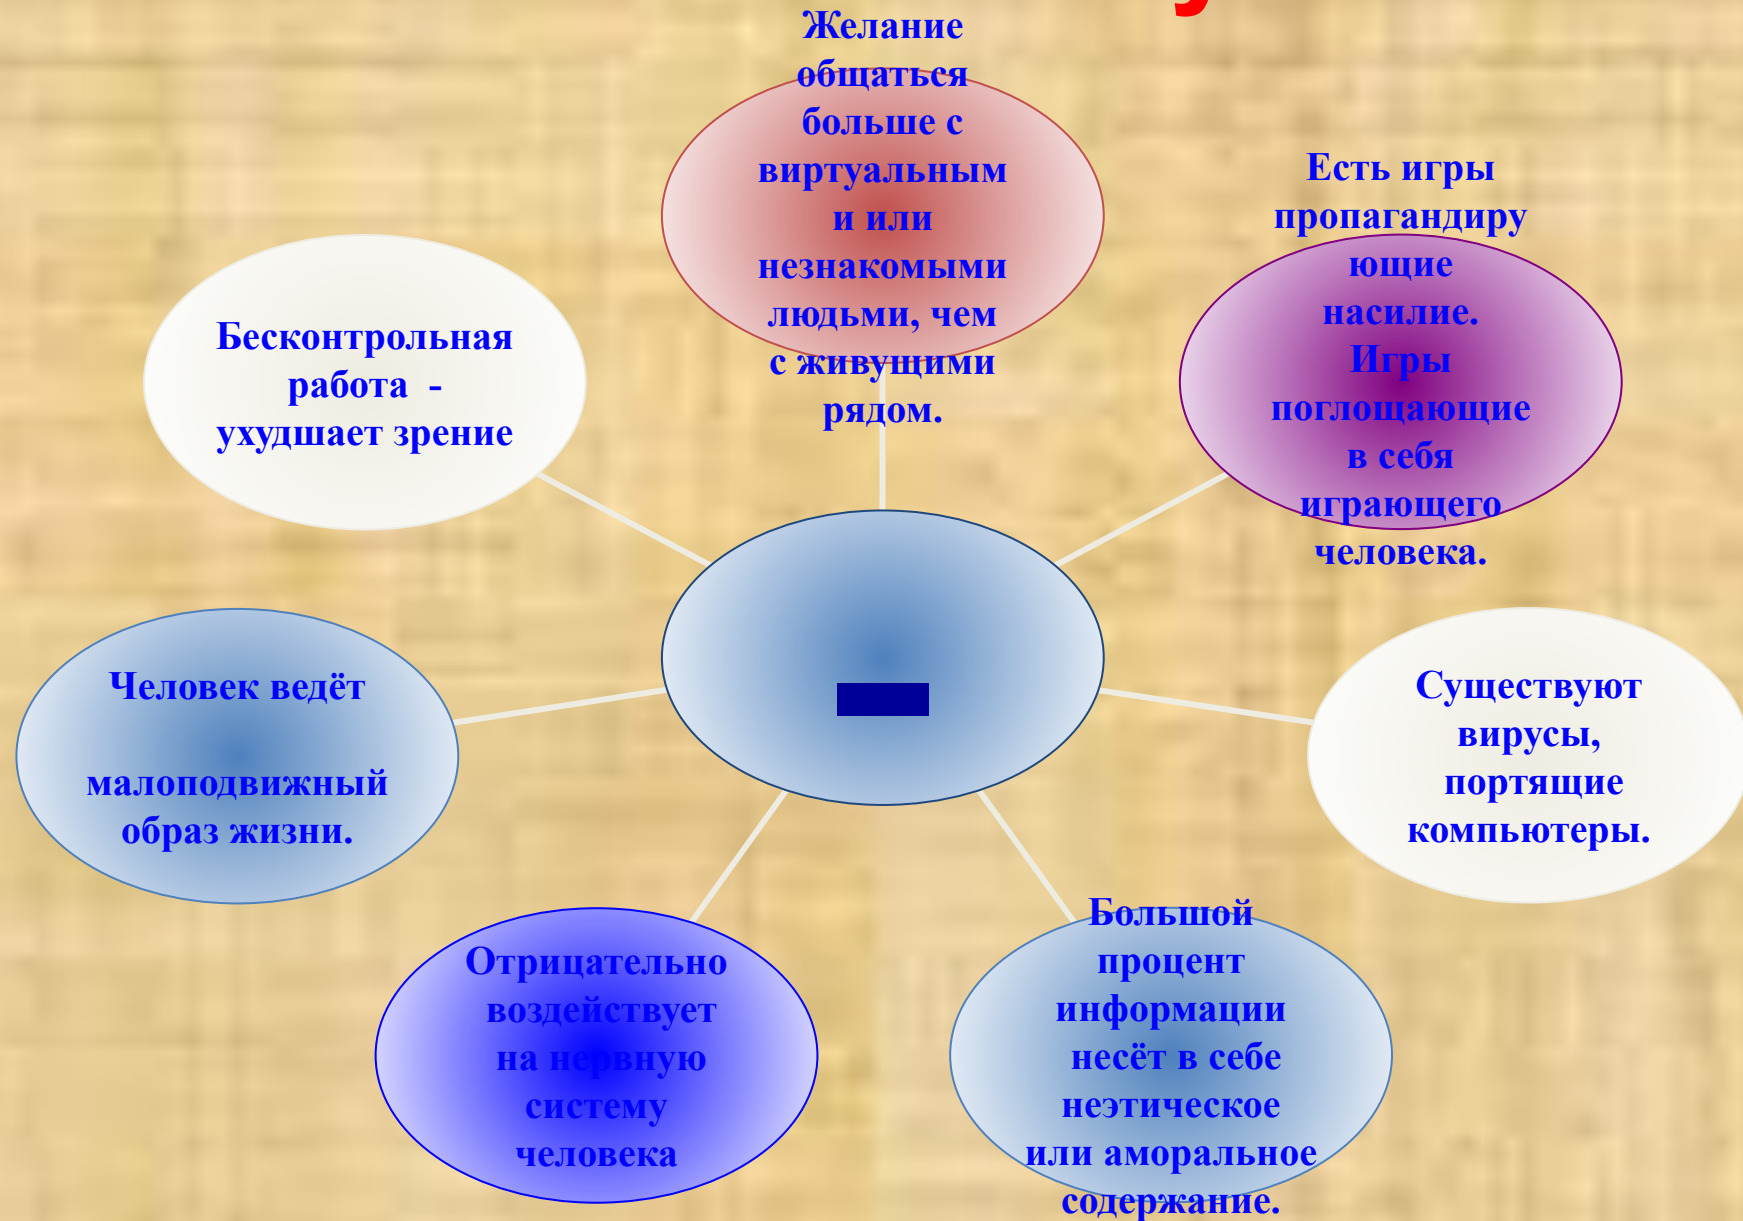 Желание
общаться
больше с
виртуальным
и или
незнакомыми
людьми, чем
с живущими
рядом.
Есть игры
пропагандиру
ющие
насилие.
Игры
поглощающие
в себя
играющего
человека.
Существуют
вирусы,
портящие
компьютеры.
Большой
процент
информации
несёт в себе
неэтическое
или аморальное
содержание.
Отрицательно
воздействует
на нервную
систему
человека
Человек ведёт
малоподвижный
образ жизни.
Бесконтрольная
работа -
ухудшает зрение
-